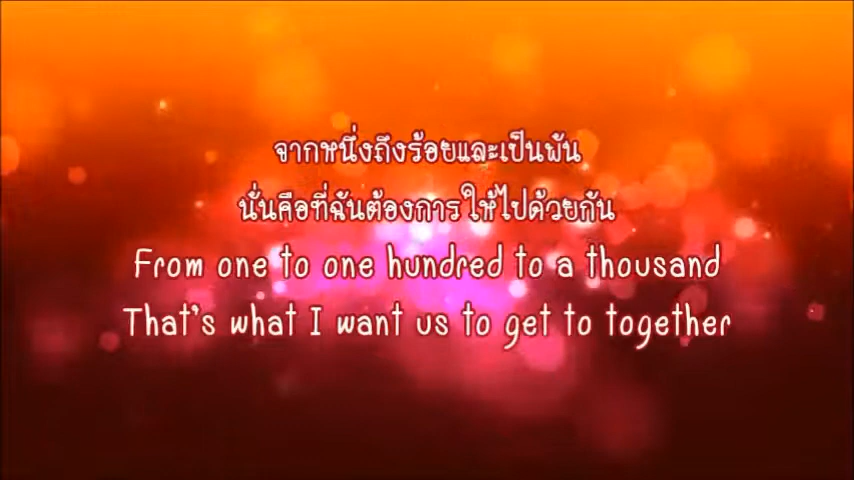 จากหนึ่งถึงร้อยและเป็นพัน
นั่นคือที่ฉันต้องการให้ไปด้วยกัน
From one to one hundred to a thousand
That's what I want us to get to together